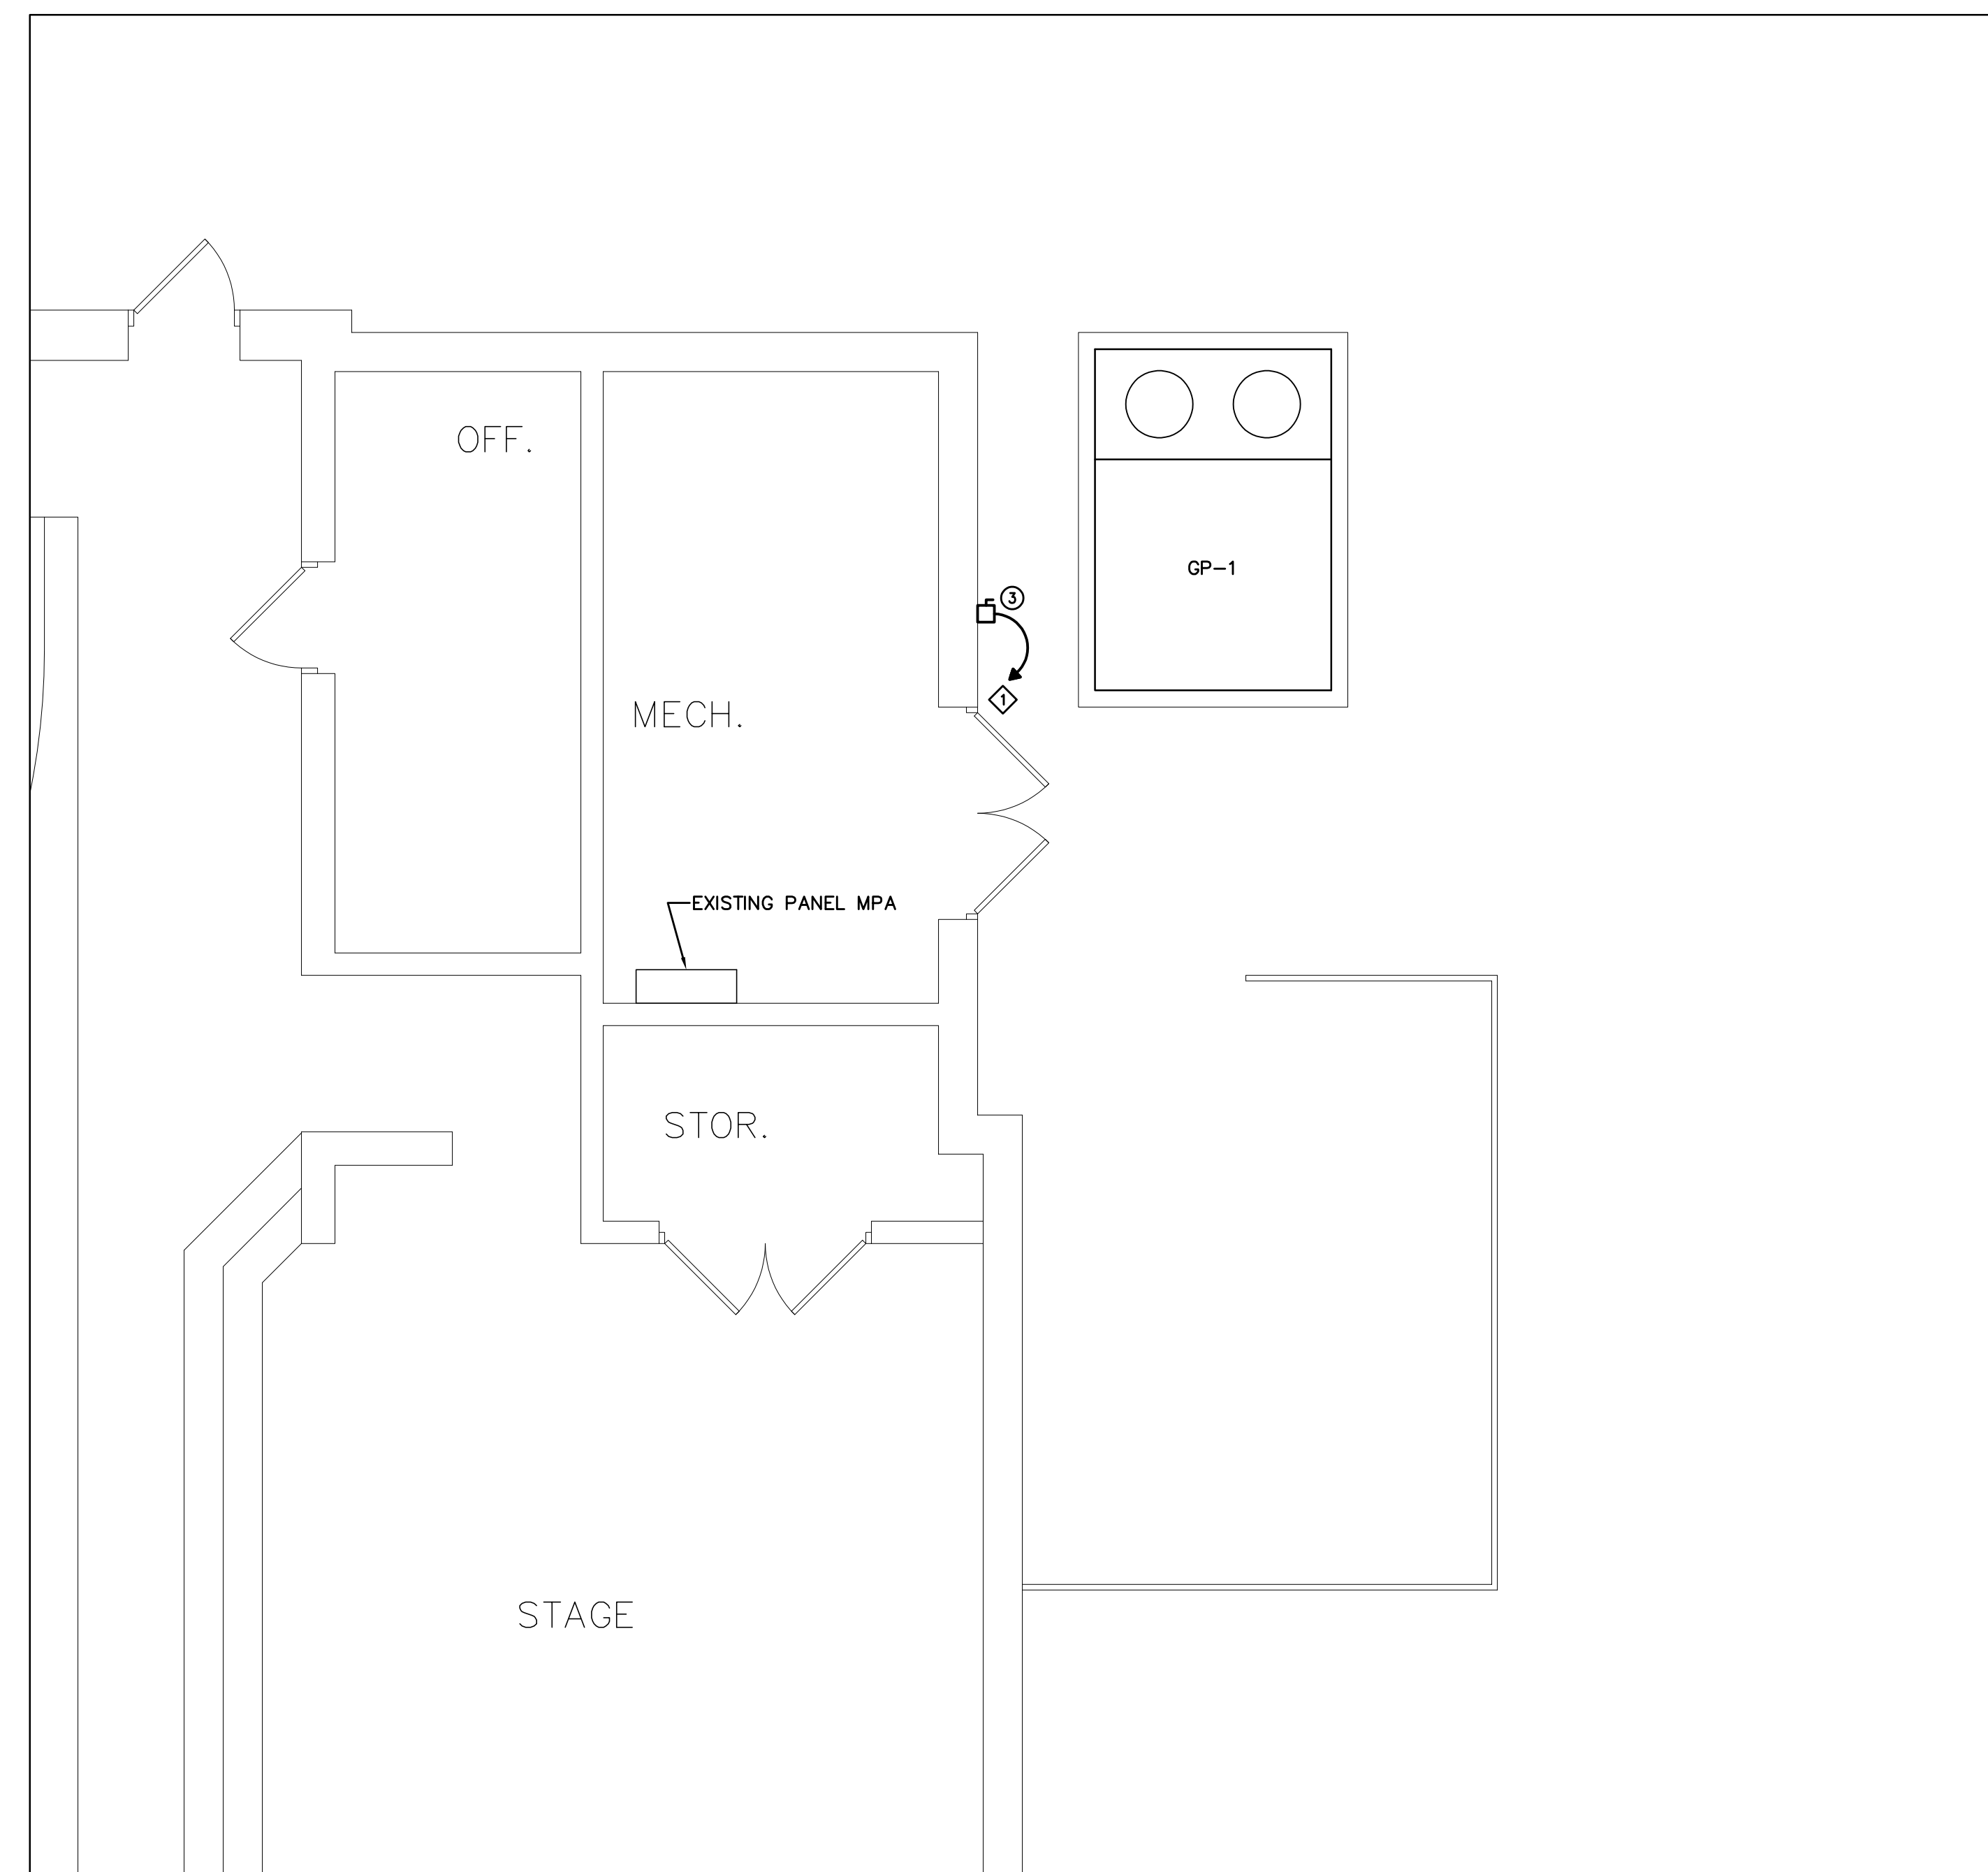 OFF.
GP-1
3
1
MECH.
EXISTING PANEL MPA
STOR.
STAGE